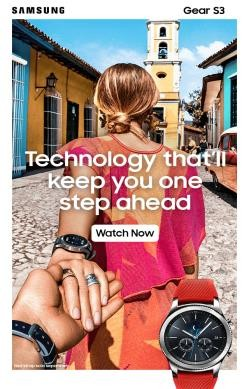 SAMSUNG Gear S3
Technology that'll
keep you one
step ahead
Watch Now